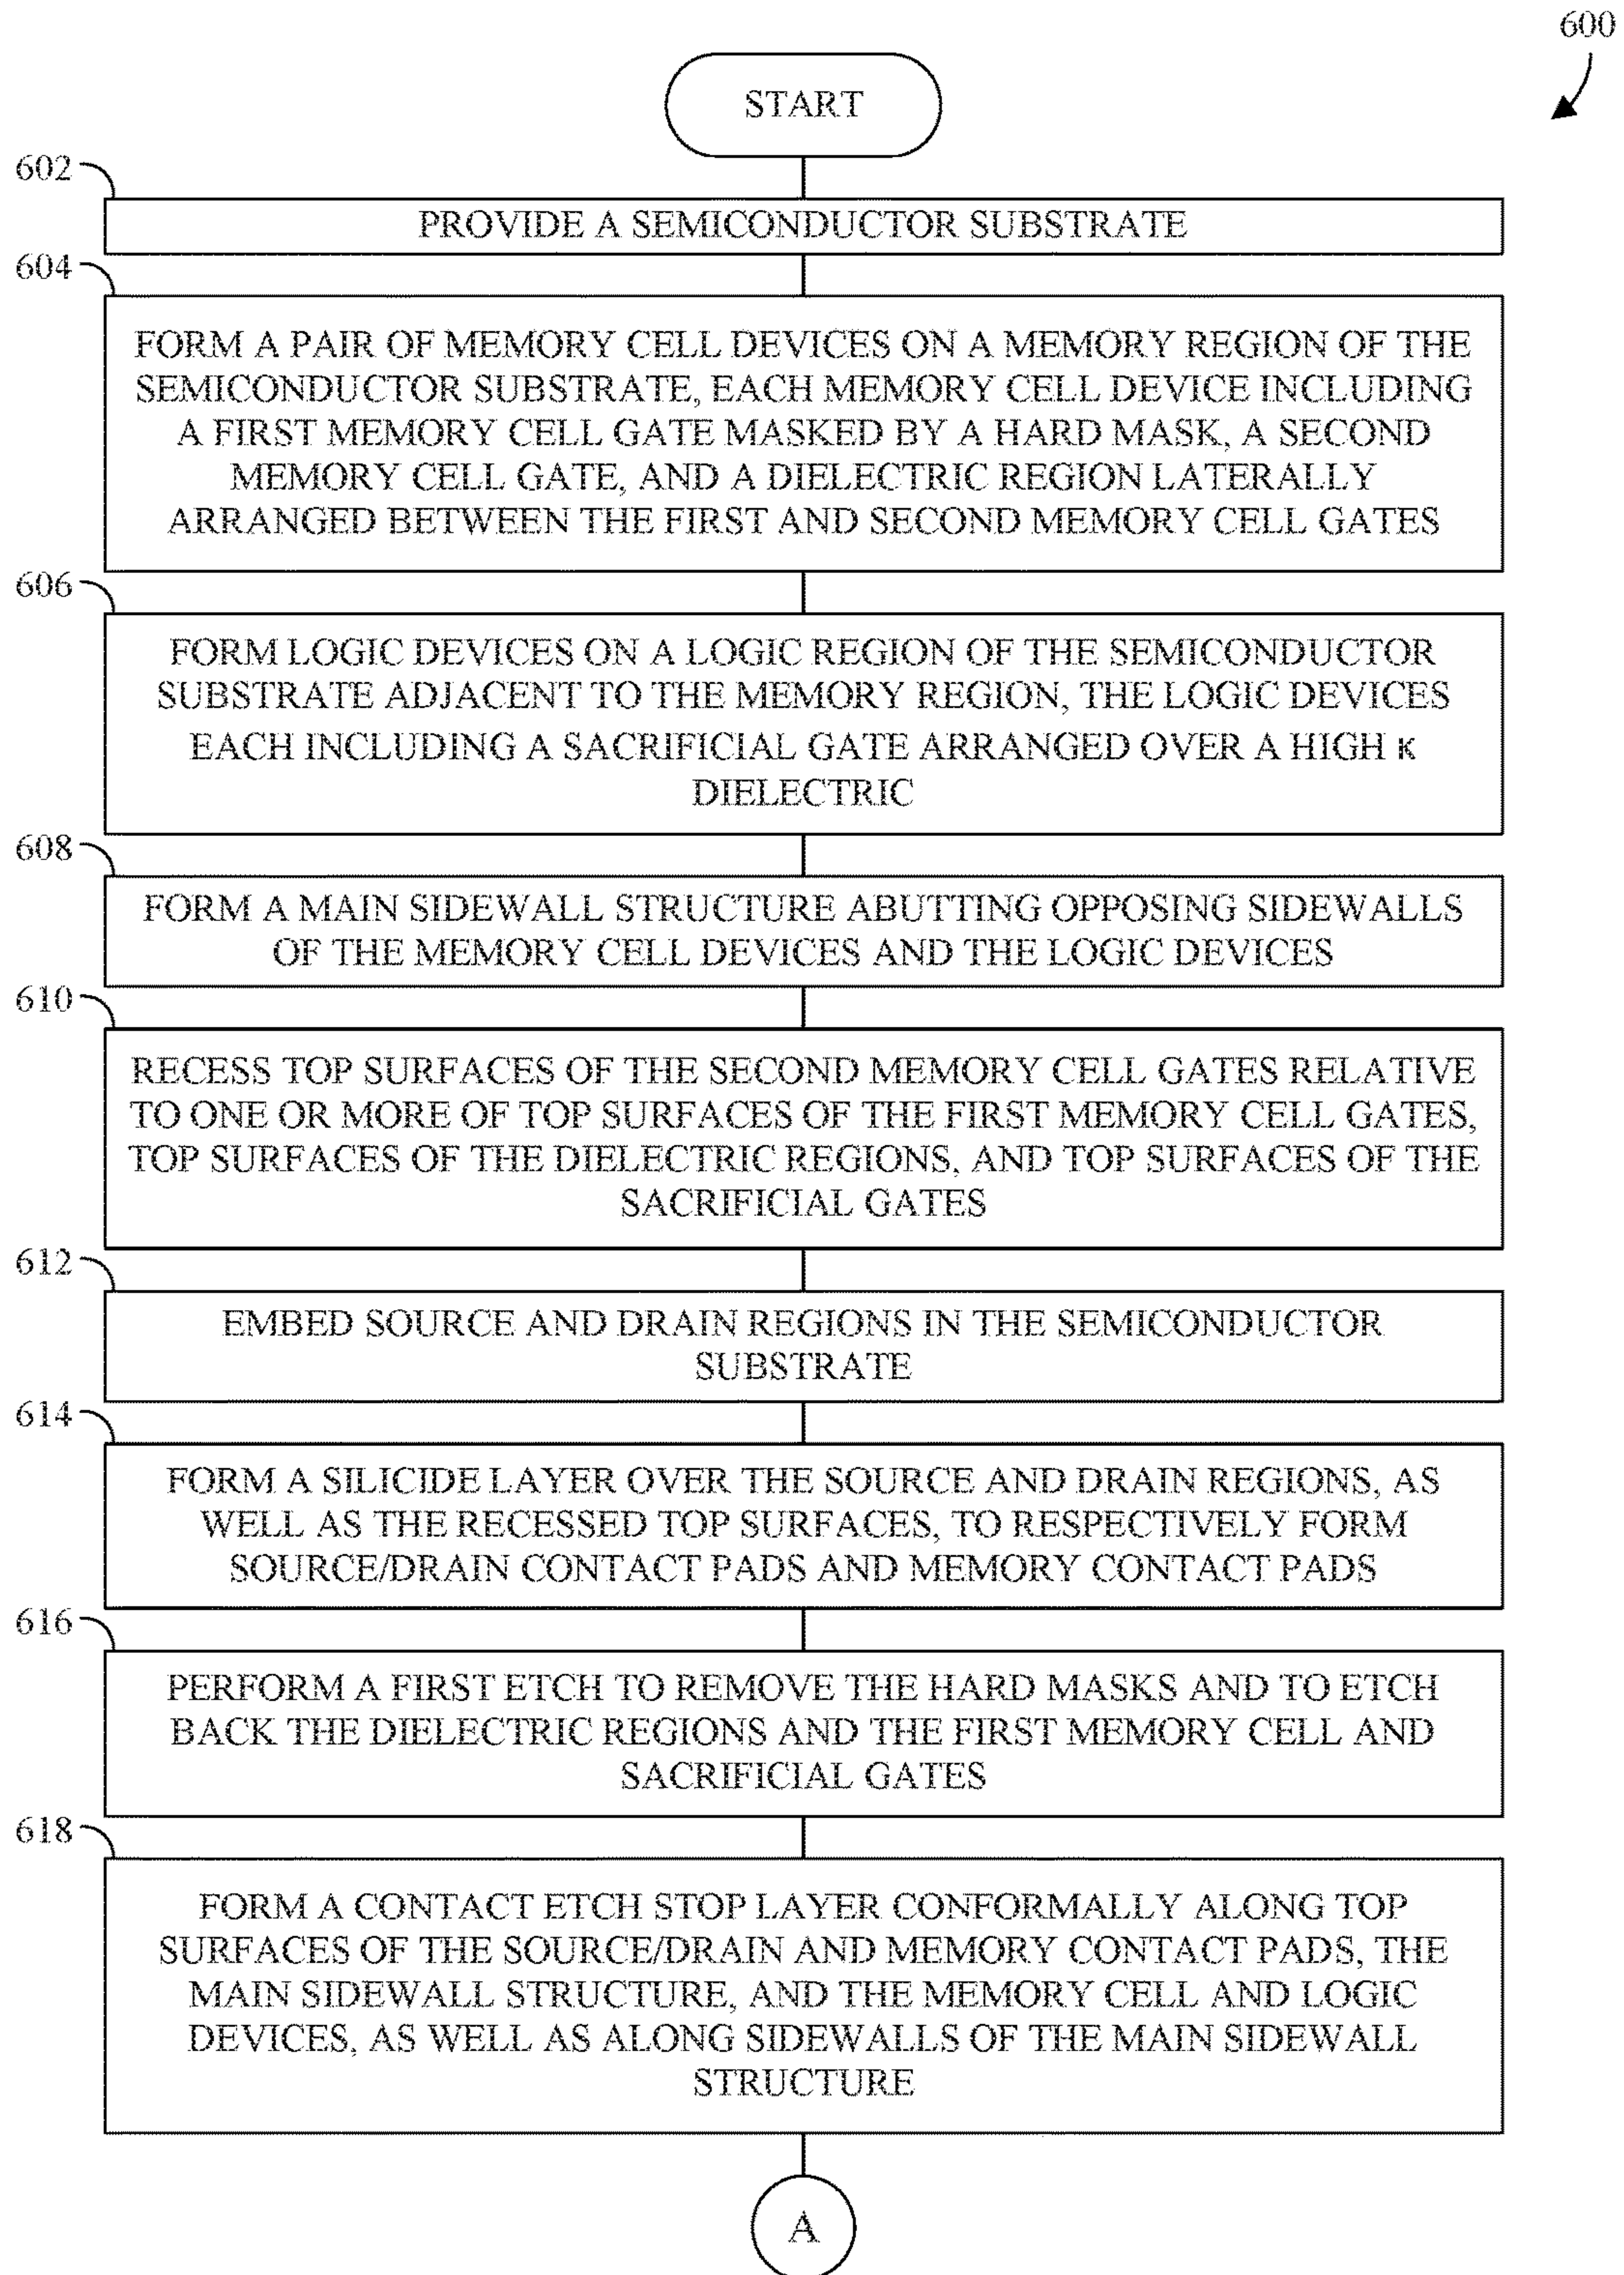 600
START
602
PROVIDE A SEMICONDUCTOR SUBSTRATE
604
FORM A PAIR OF MEMORY CELL DEVICES ON A MEMORY REGION OF THE
SEMICONDUCTOR SUBSTRATE, EACH MEMORY CELL DEVICE INCLUDING
A FIRST MEMORY CELL GATE MASKED BY A HARD MASK, A SECOND
MEMORY CELL GATE, AND A DIELECTRIC REGION LATERALLY
ARRANGED BETWEEN THE FIRST AND SECOND MEMORY CELL GATES
606
FORM LOGIC DEVICES ON A LOGIC REGION OF THE SEMICONDUCTOR
SUBSTRATE ADJACENT TO THE MEMORY REGION, THE LOGIC DEVICES
EACH INCLUDING A SACRIFICIAL GATE ARRANGED OVER A HIGH κ
DIELECTRIC
608
FORM A MAIN SIDEWALL STRUCTURE ABUTTING OPPOSING SIDEWALLS
OF THE MEMORY CELL DEVICES AND THE LOGIC DEVICES
610
RECESS TOP SURFACES OF THE SECOND MEMORY CELL GATES RELATIVE
TO ONE OR MORE OF TOP SURFACES OF THE FIRST MEMORY CELL GATES,
TOP SURFACES OF THE DIELECTRIC REGIONS, AND TOP SURFACES OF THE
SACRIFICIAL GATES
612
EMBED SOURCE AND DRAIN REGIONS IN THE SEMICONDUCTOR
SUBSTRATE
614
FORM A SILICIDE LAYER OVER THE SOURCE AND DRAIN REGIONS, AS
WELL AS THE RECESSED TOP SURFACES, TO RESPECTIVELY FORM
SOURCE/DRAIN CONTACT PADS AND MEMORY CONTACT PADS
616
PERFORM A FIRST ETCH TO REMOVE THE HARD MASKS AND TO ETCH
BACK THE DIELECTRIC REGIONS AND THE FIRST MEMORY CELL AND
SACRIFICIAL GATES
618
FORM A CONTACT ETCH STOP LAYER CONFORMALLY ALONG TOP
SURFACES OF THE SOURCE/DRAIN AND MEMORY CONTACT PADS, THE
MAIN SIDEWALL STRUCTURE, AND THE MEMORY CELL AND LOGIC
DEVICES, AS WELL AS ALONG SIDEWALLS OF THE MAIN SIDEWALL
STRUCTURE
A